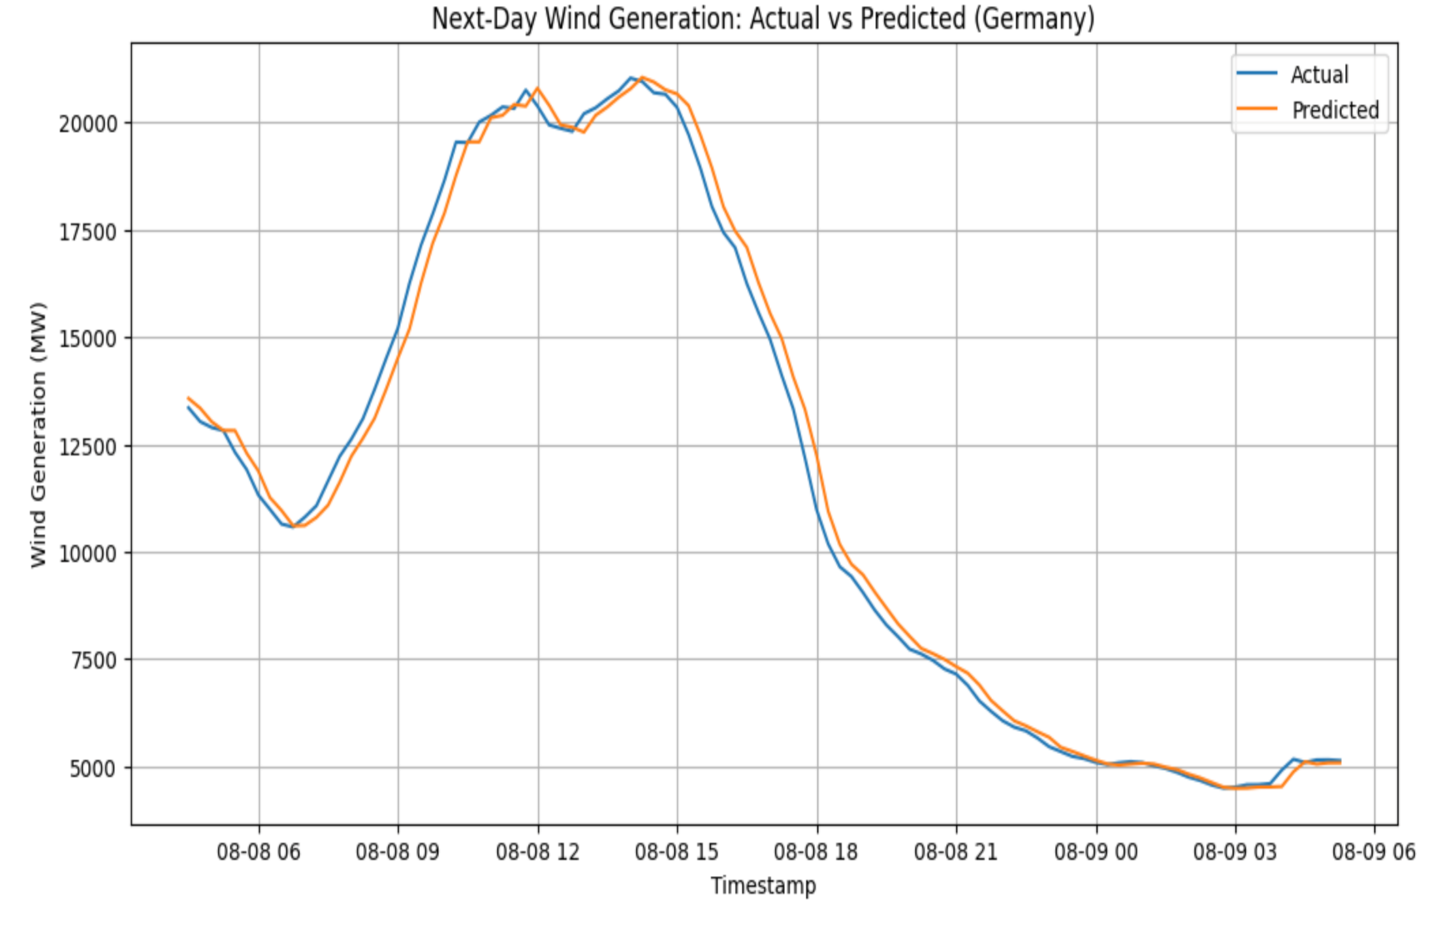 Next-Day Wind Generation: Actual vs Predicted (Germany)
Actual
Predicted
Wind Generation (MW)
20000
17500
15000
12500
10000
7500
5000
08-08 06 08-08 09 08-08 12 08-08 15 08-08 18 08-08 21 08-09 00 08-09 03 08-09 06
Timestamp